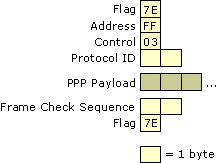 Flag 7E
Address FF
Control 03
Protocol ID
PPP Payload ...
Frame Check Sequence
Flag 7E
= 1 byte